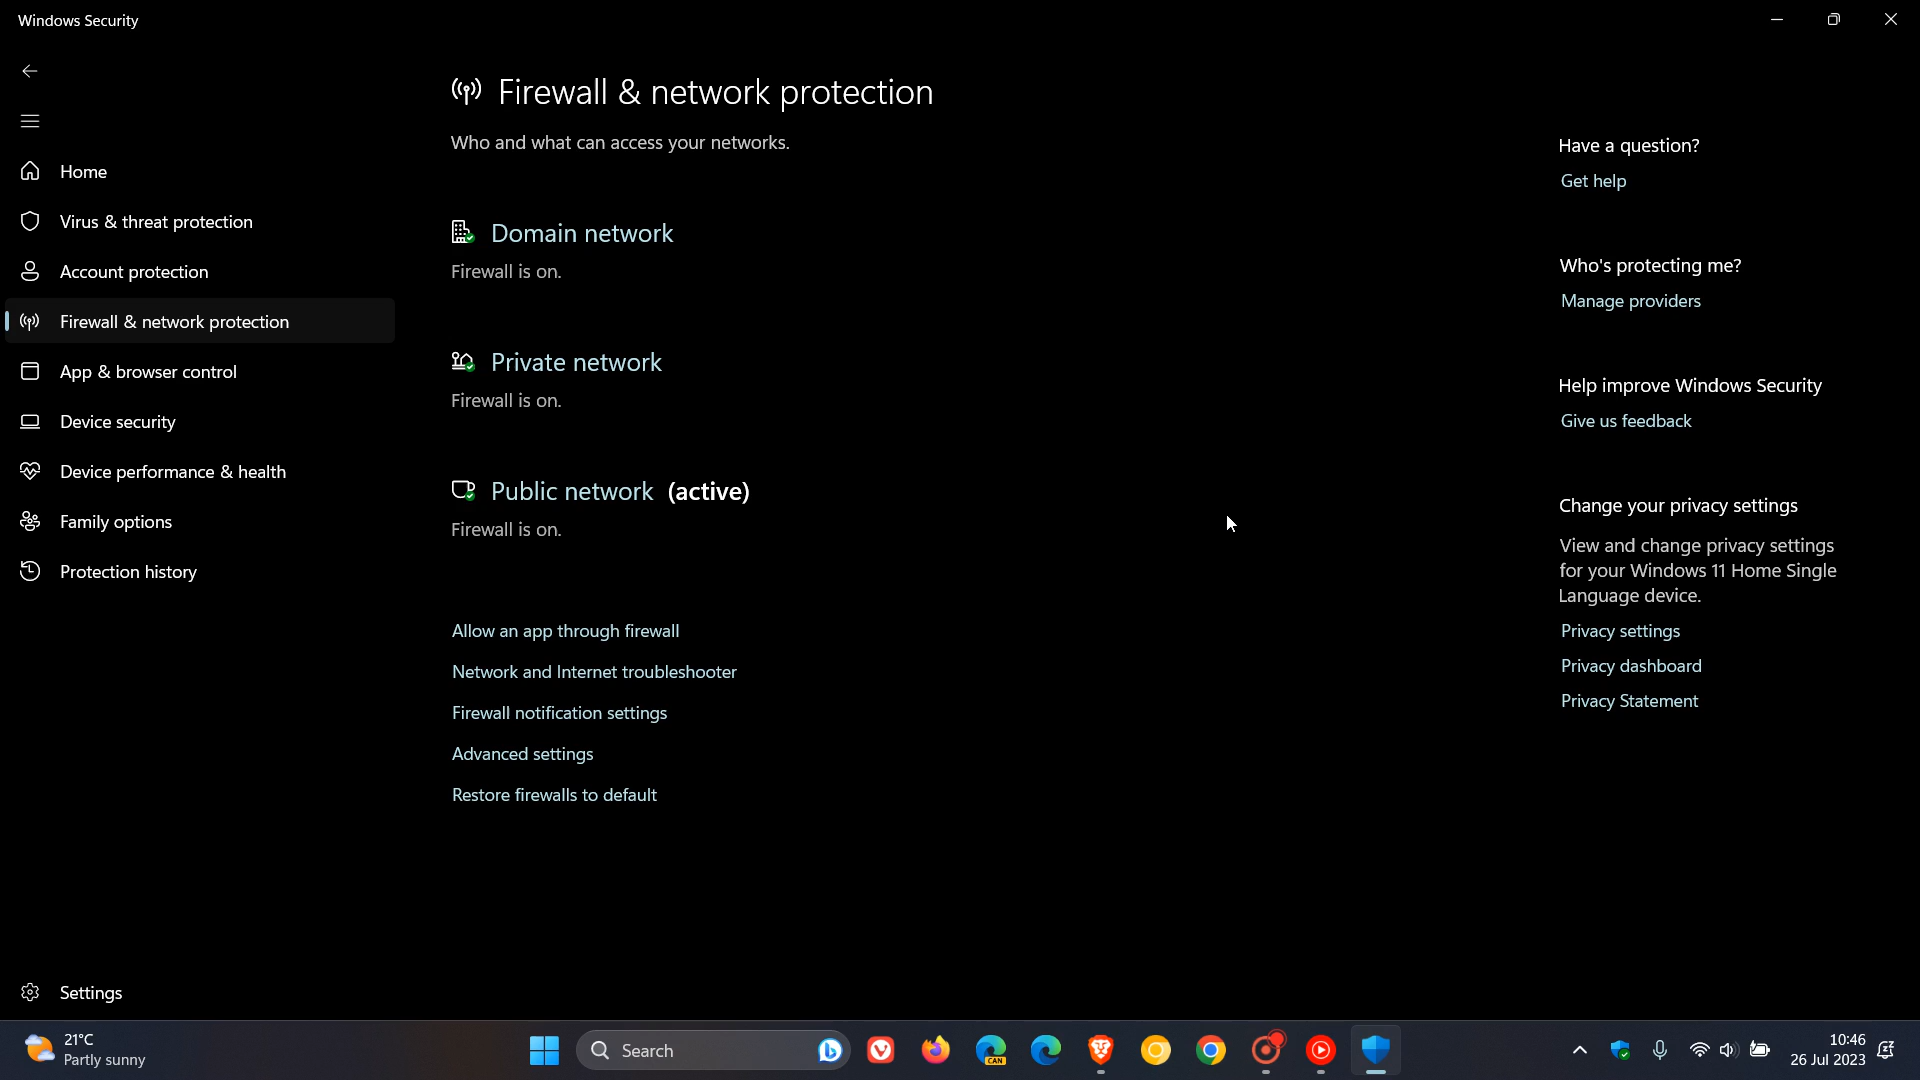 Windows Security
Home
Virus & threat protection
Account protection
Firewall & network protection
App & browser control
Device security
Device performance & health
Family options
Protection history
Settings
Firewall & network protection
Who and what can access your networks.
Domain network
Firewall is on.
Private network
Firewall is on.
Public network (active)
Firewall is on.
Allow an app through firewall
Network and Internet troubleshooter
Firewall notification settings
Advanced settings
Restore firewalls to default
Have a question?
Get help
Who's protecting me?
Manage providers
Help improve Windows Security
Give us feedback
Change your privacy settings
View and change privacy settings
for your Windows 11 Home Single
Language device.
Privacy settings
Privacy dashboard
Privacy Statement
21°C
Partly sunny
Search
CAN
10:46
26 Jul 2023